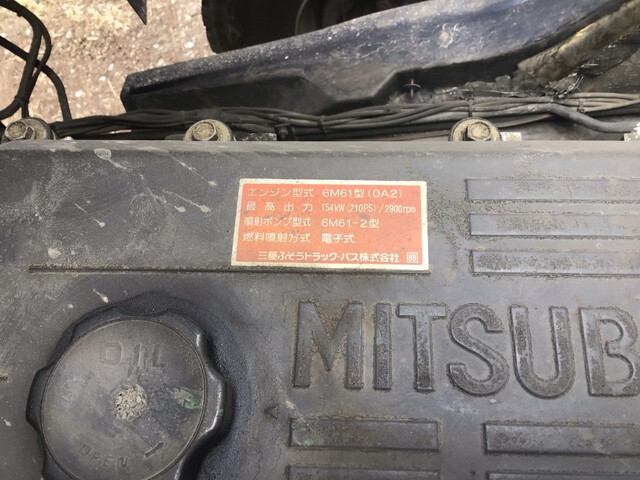 エンジン型式 6M61型(0A2)
最高出力 154kW(210PS)/2900rpm
噴射ポンプ型式 6M61-2型
燃料噴射方式 電子式
三菱ふそうトラック・バス株式会社
MITSUB
OIL
OPEN